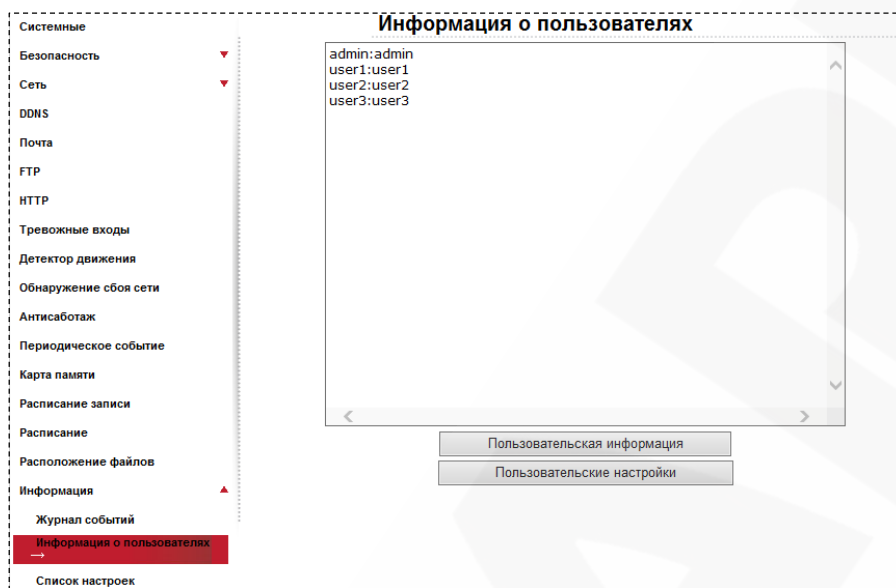 Информация о пользователях
Системные
Безопасность
Сеть
DDNS
Почта
FTP
HTTP
Тревожные входы
Детектор движения
Обнаружение сбоя сети
Антисаботаж
Периодическое событие
Карта памяти
Расписание записи
Расписание
Расположение файлов
Информация
Журнал событий
Информация о пользователях
Список настроек
admin:admin
user1:user1
user2:user2
user3:user3
Пользовательская информация
Пользовательские настройки